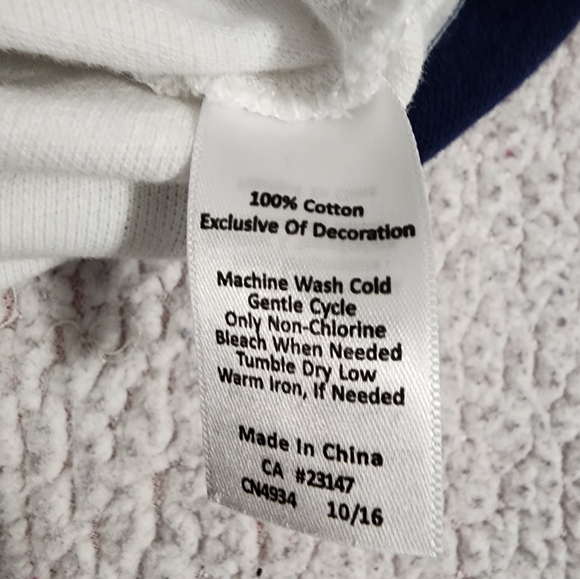 100% Cotton
Exclusive Of Decoration
Machine Wash Cold
Gentle Cycle
Only Non-Chlorine
Bleach When Needed
Tumble Dry Low
Warm Iron, If Needed
Made In China
CA #23147
CN4934 10/16